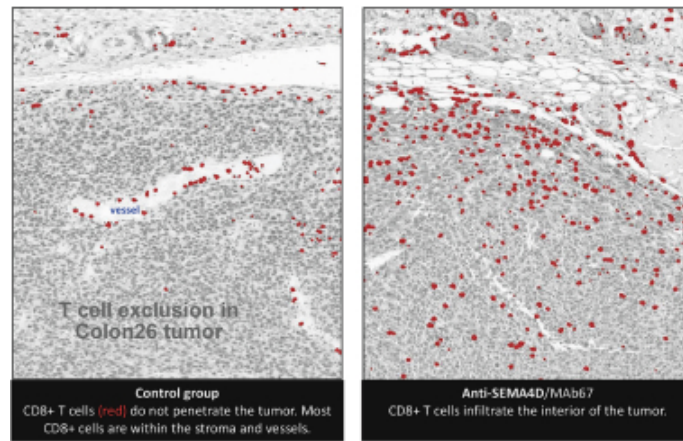 vessel
T cell exclusion in
Colon26 tumor
Control group
CD8+ T cells (red) do not penetrate the tumor. Most
CD8+ cells are within the stroma and vessels.
Anti-SEMA4D/MAb67
CD8+ T cells infiltrate the interior of the tumor.